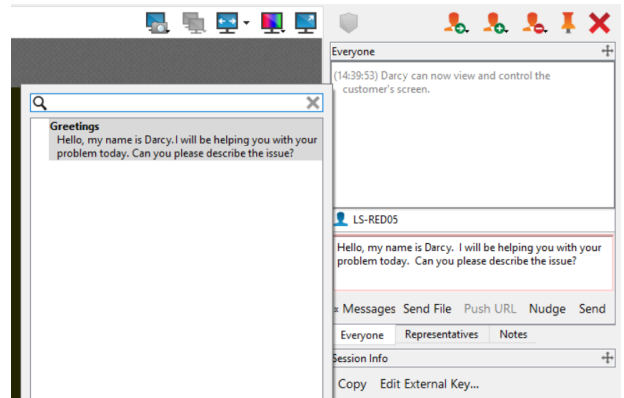 Everyone
(14:39:53) Darcy can now view and control the
customer's screen.
Greetings
Hello, my name is Darcy. I will be helping you with your
problem today. Can you please describe the issue?
LS-RED05
Hello, my name is Darcy.  I will be helping you with your
problem today.  Can you please describe the issue?
« Messages Send File Push URL Nudge Send
Everyone Representatives Notes
Session Info
Copy Edit External Key...